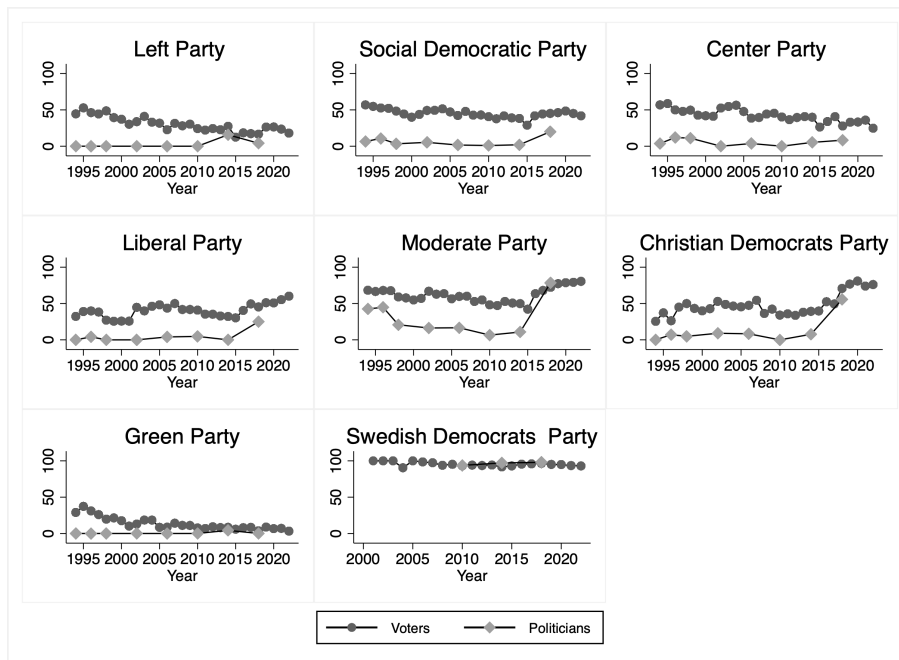 Left Party
0 50 100
1995 2000 2005 2010 2015 2020
Year
Social Democratic Party
0 50 100
1995 2000 2005 2010 2015 2020
Year
Center Party
0 50 100
1995 2000 2005 2010 2015 2020
Year
Liberal Party
0 50 100
1995 2000 2005 2010 2015 2020
Year
Moderate Party
0 50 100
1995 2000 2005 2010 2015 2020
Year
Christian Democrats Party
0 50 100
1995 2000 2005 2010 2015 2020
Year
Green Party
0 50 100
1995 2000 2005 2010 2015 2020
Year
Swedish Democrats  Party
0 50 100
2000 2005 2010 2015 2020
Year
Voters Politicians